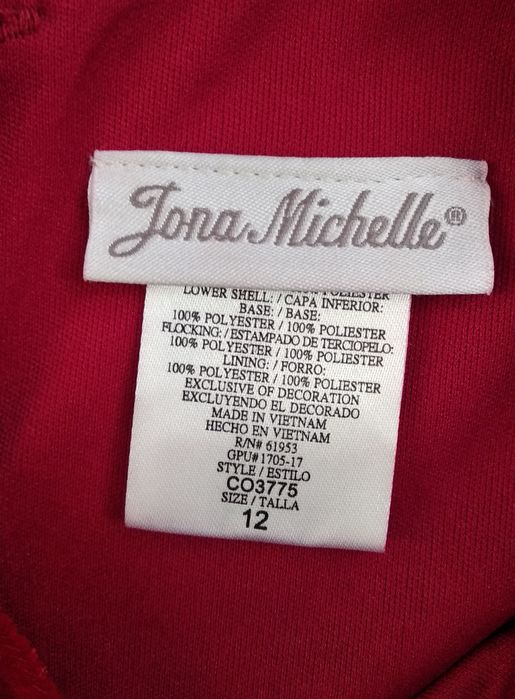 Jona Michelle®
POLIESTER
LOWER SHELL: / CAPA INFERIOR:
BASE: / BASE:
100% POLYESTER / 100% POLIESTER
FLOCKING: / ESTAMPADO DE TERCIOPELO:
100% POLYESTER / 100% POLIESTER
LINING: / FORRO:
100% POLYESTER / 100% POLIESTER
EXCLUSIVE OF DECORATION
EXCLUYENDO EL DECORADO
MADE IN VIETNAM
HECHO EN VIETNAM
R/N# 61953
GPU# 1705-17
STYLE / ESTILO
CO3775
SIZE / TALLA
12